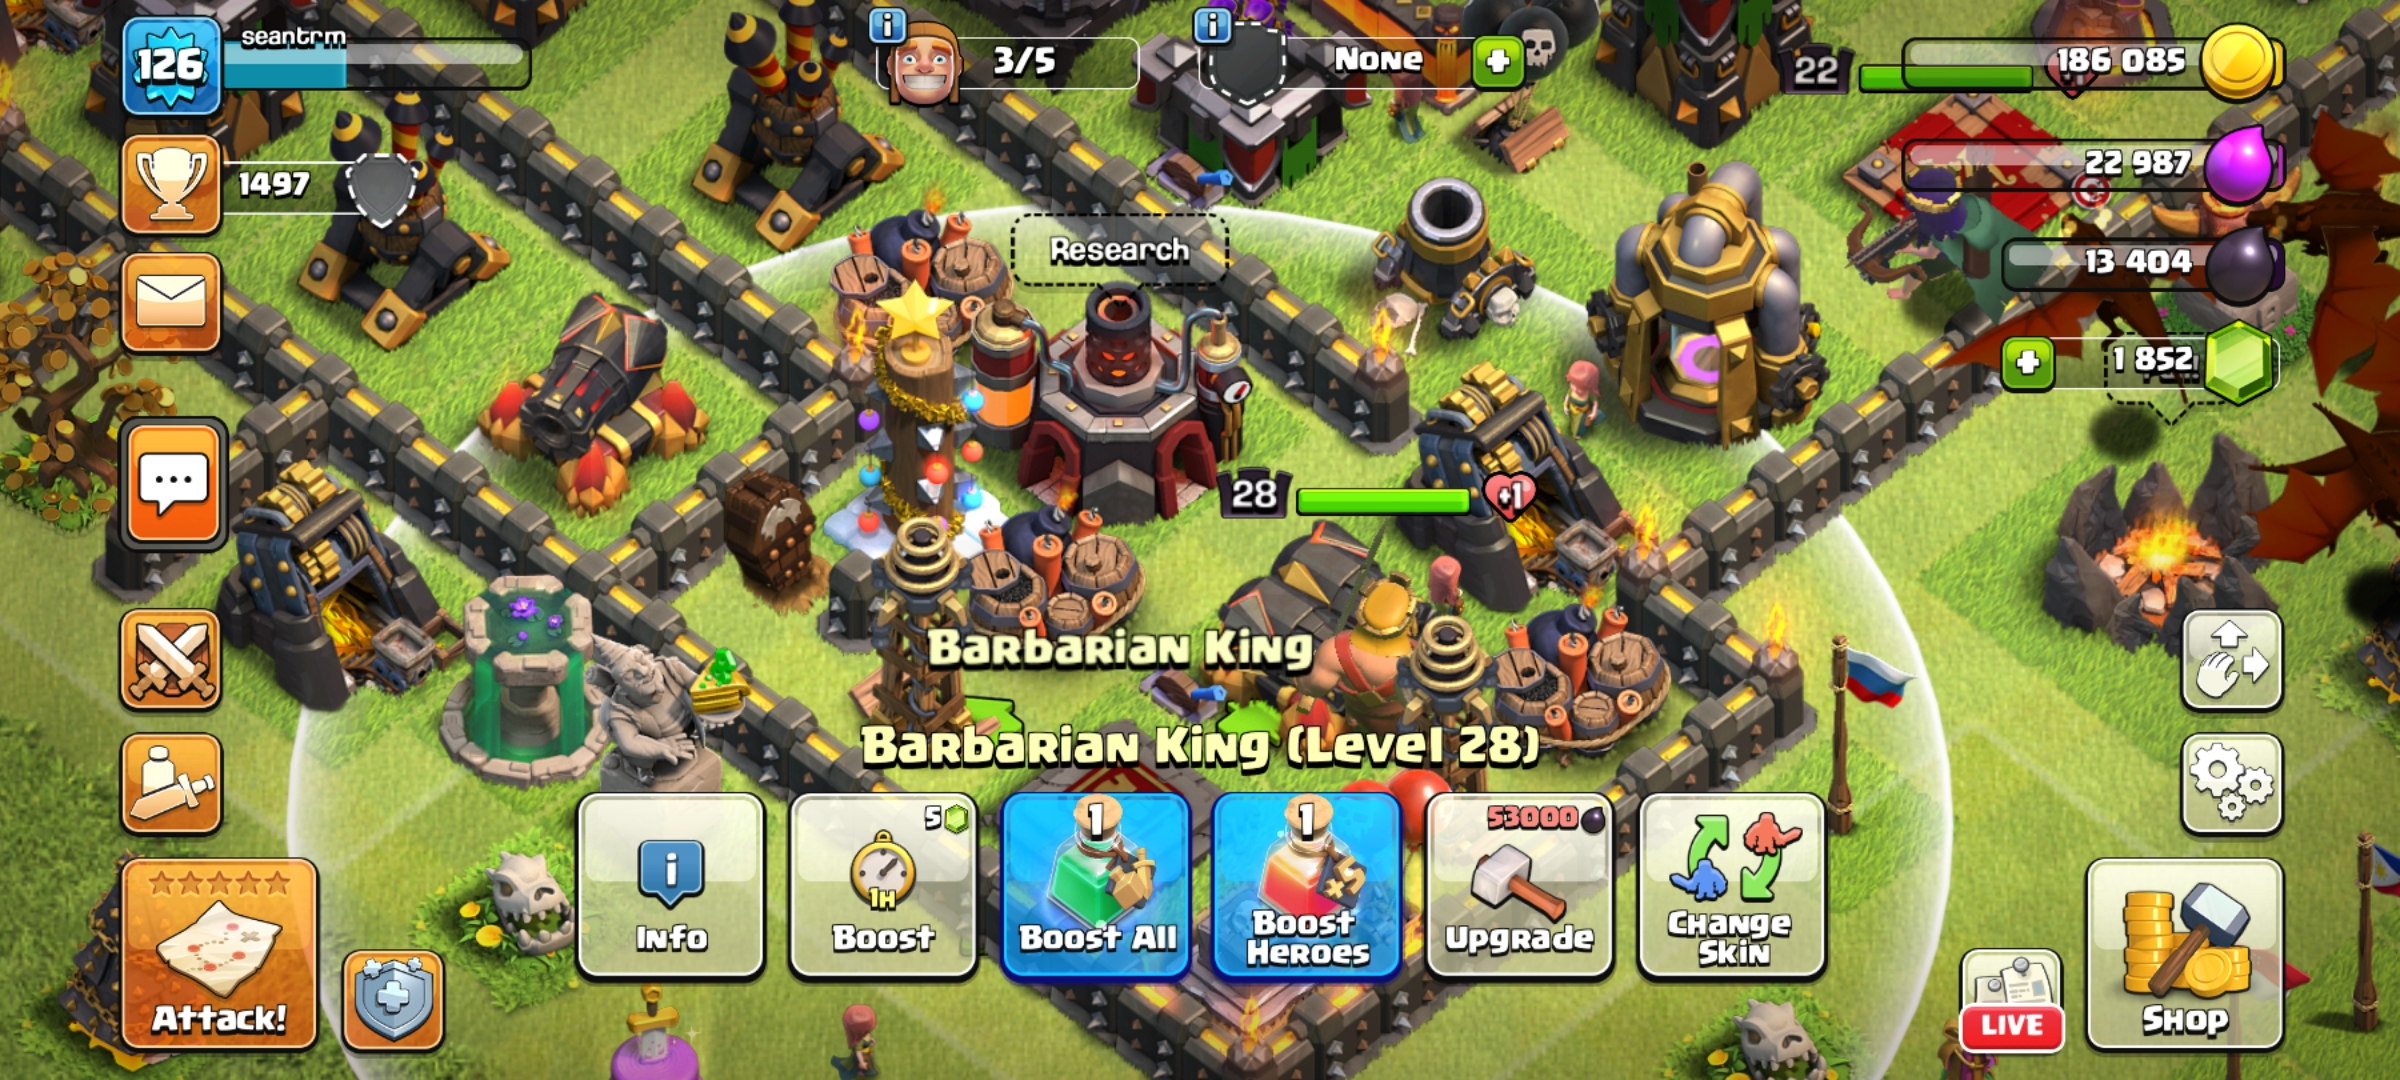 126
seantrm
3/5
None
22
186 085
1497
22 987
Research
13 404
1 852
28
+1
Barbarian King
Barbarian King (Level 28)
5
1
1
53000
1H
Info
Boost
Boost All
Boost
Heroes
Upgrade
Change
Skin
Attack!
LIVE
Shop